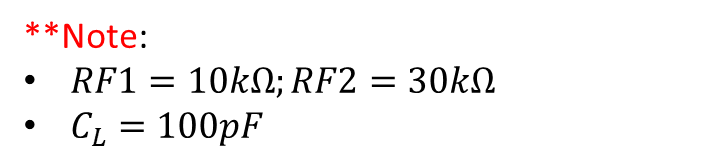 **Note:
• RF1 = 10kΩ; RF2 = 30kΩ
• C_L = 100pF